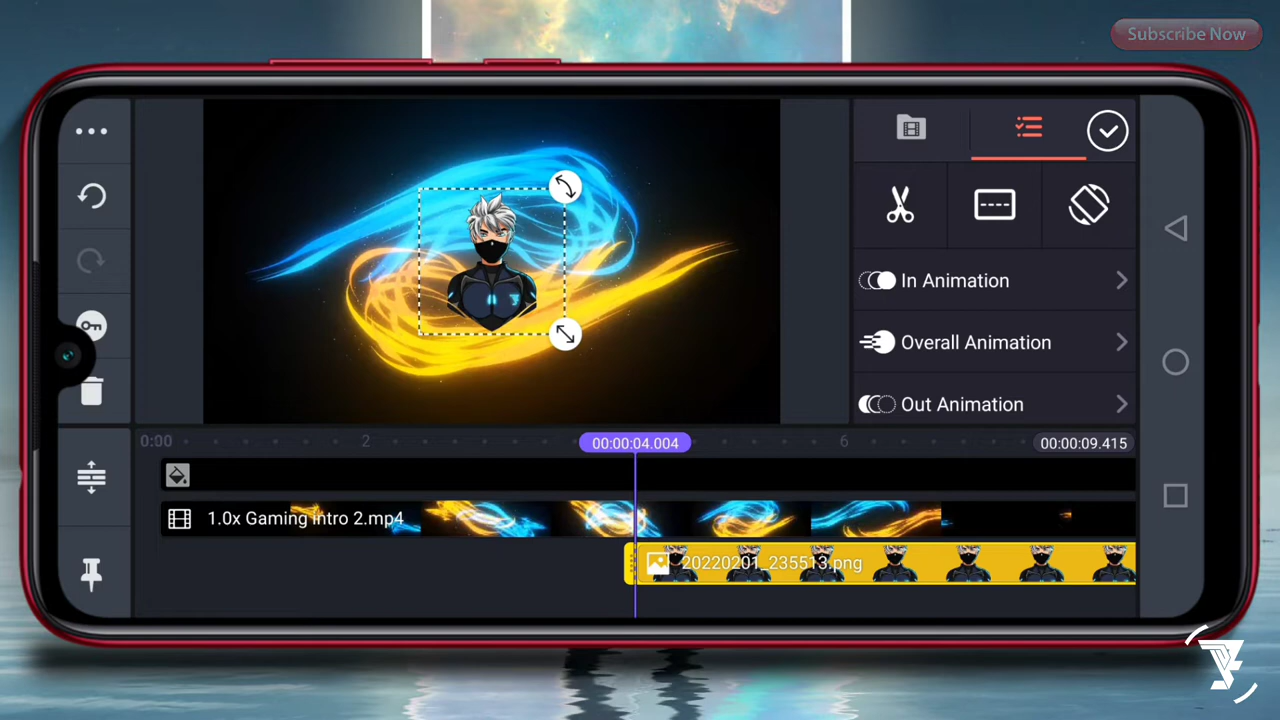 Subscribe Now
In Animation
Overall Animation
Out Animation
0:00
2
00:00:04.004
6
00:00:09.415
1.0x Gaming intro 2.mp4
20220201_235513.png